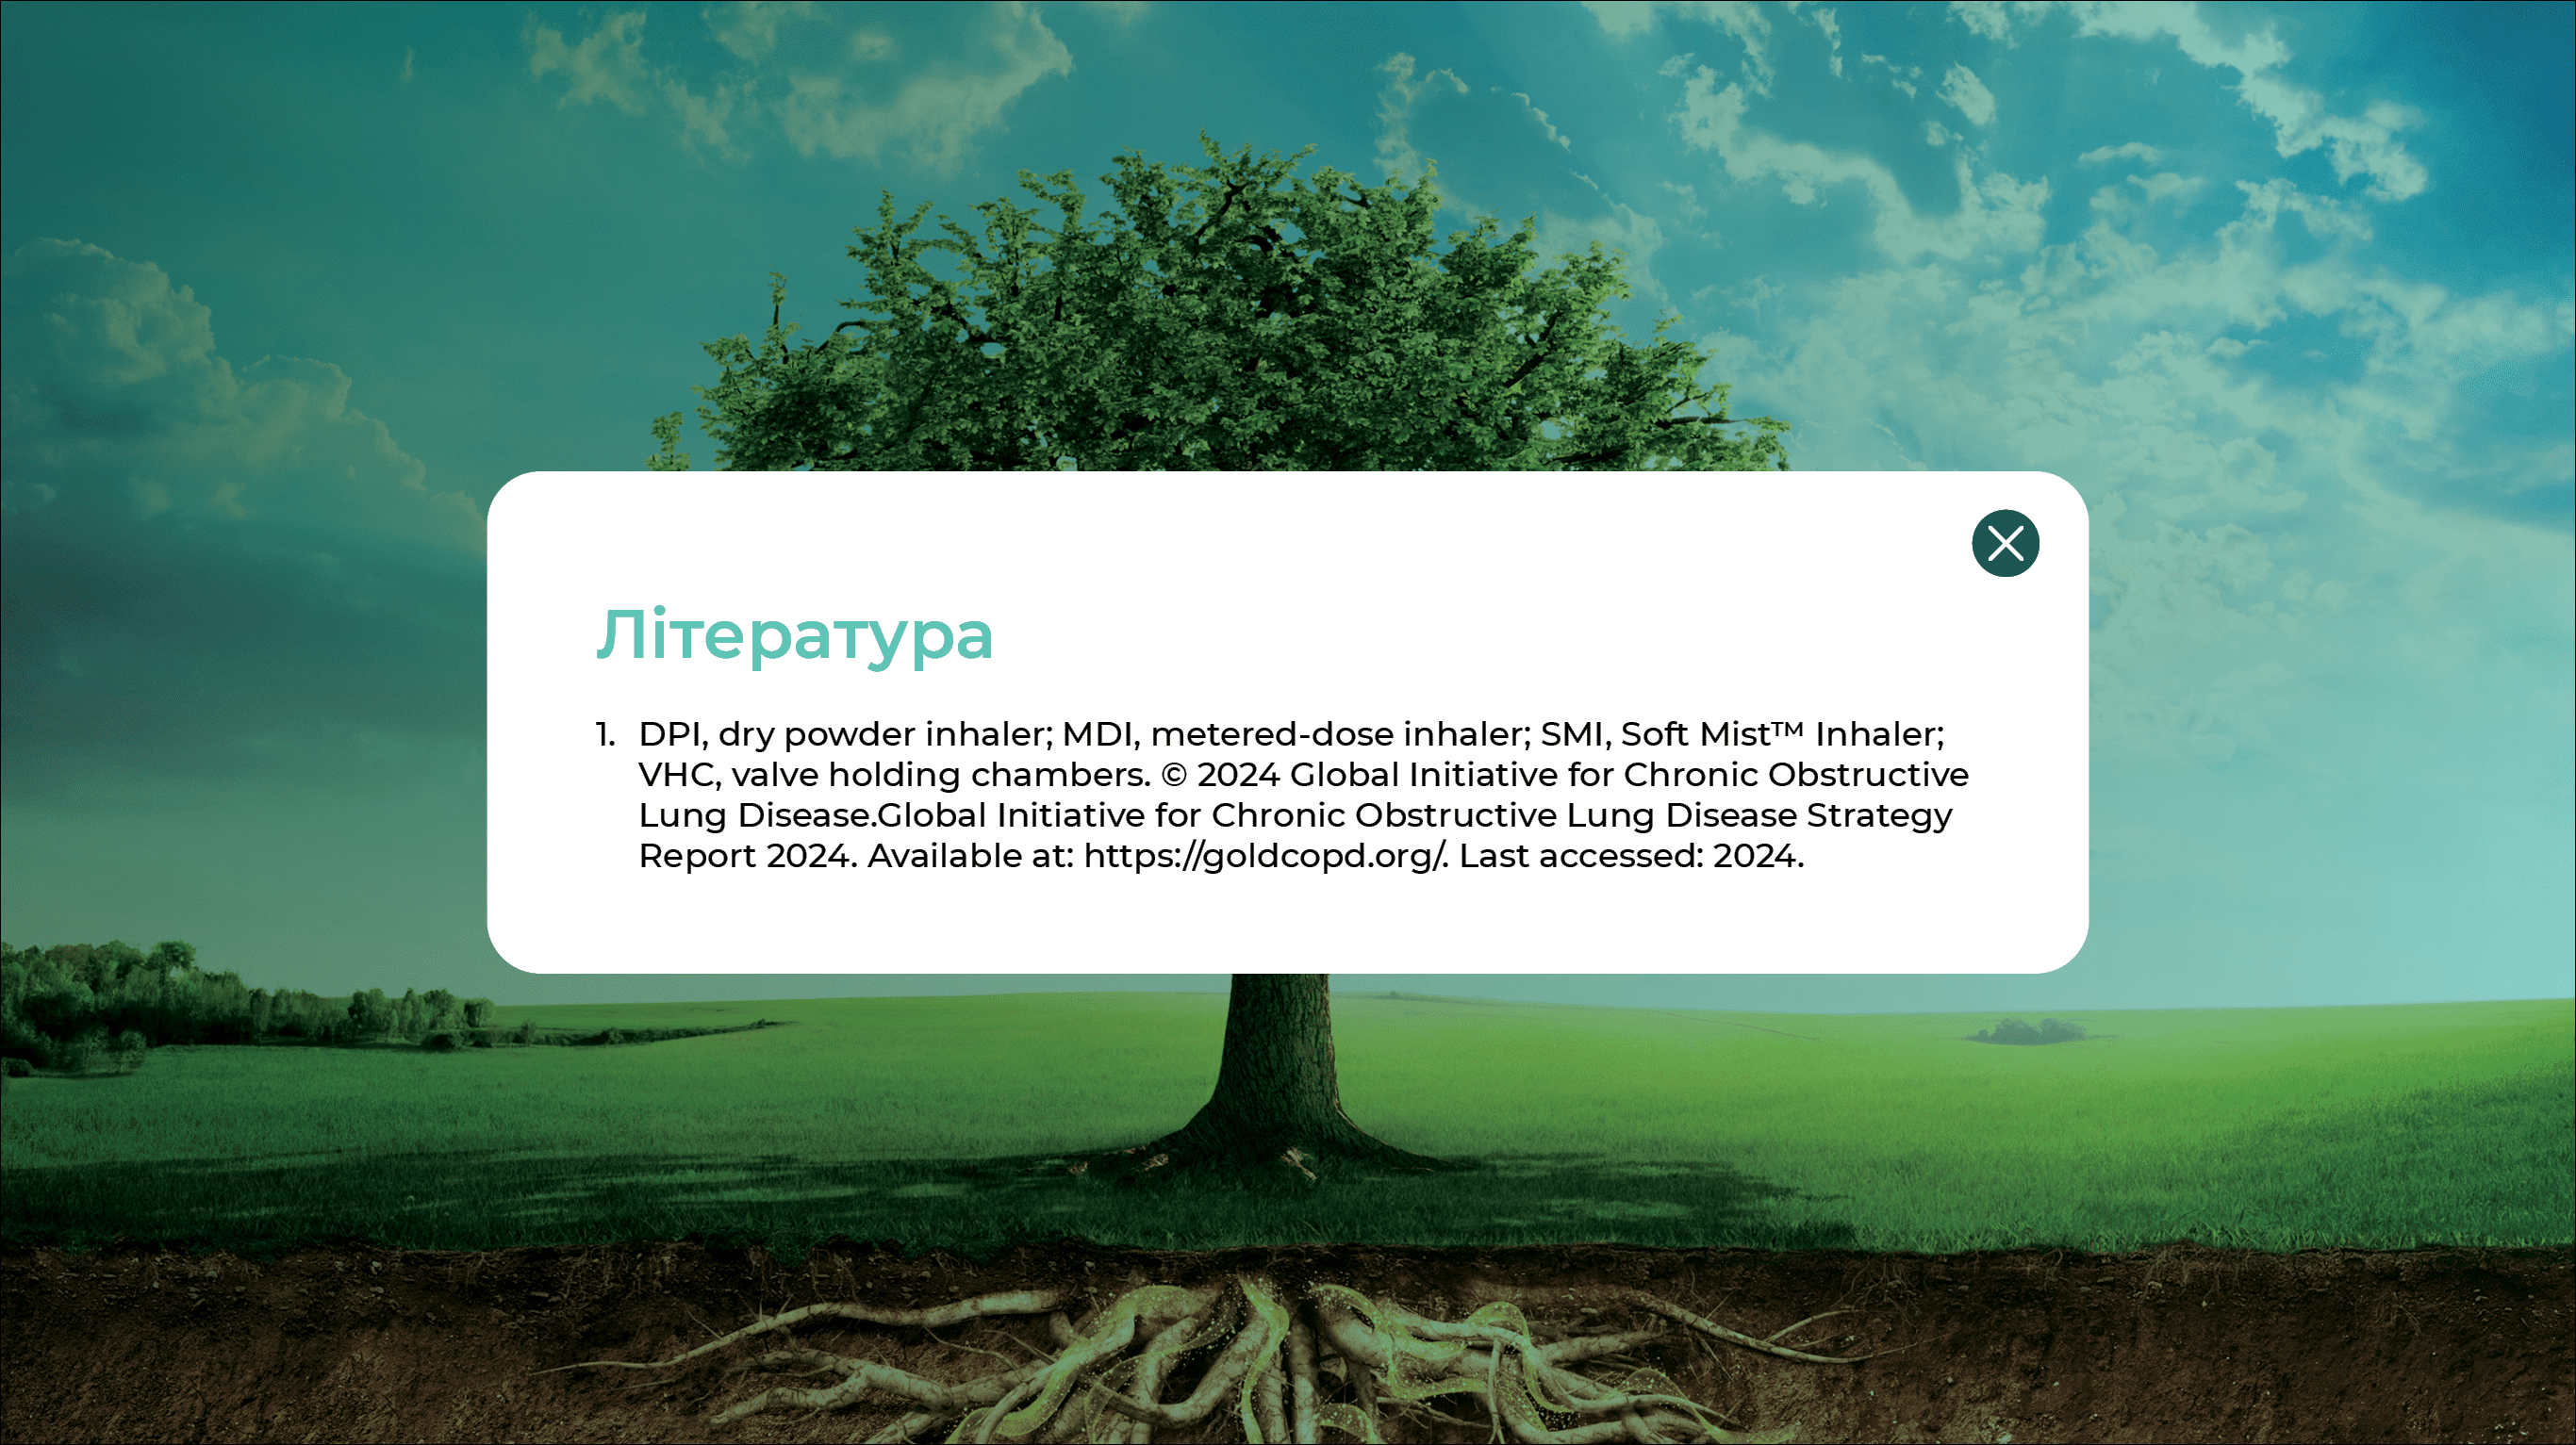 Література
1. DPI, dry powder inhaler; MDI, metered-dose inhaler; SMI, Soft Mist™ Inhaler;
VHC, valve holding chambers. © 2024 Global Initiative for Chronic Obstructive
Lung Disease.Global Initiative for Chronic Obstructive Lung Disease Strategy
Report 2024. Available at: https://goldcopd.org/. Last accessed: 2024.